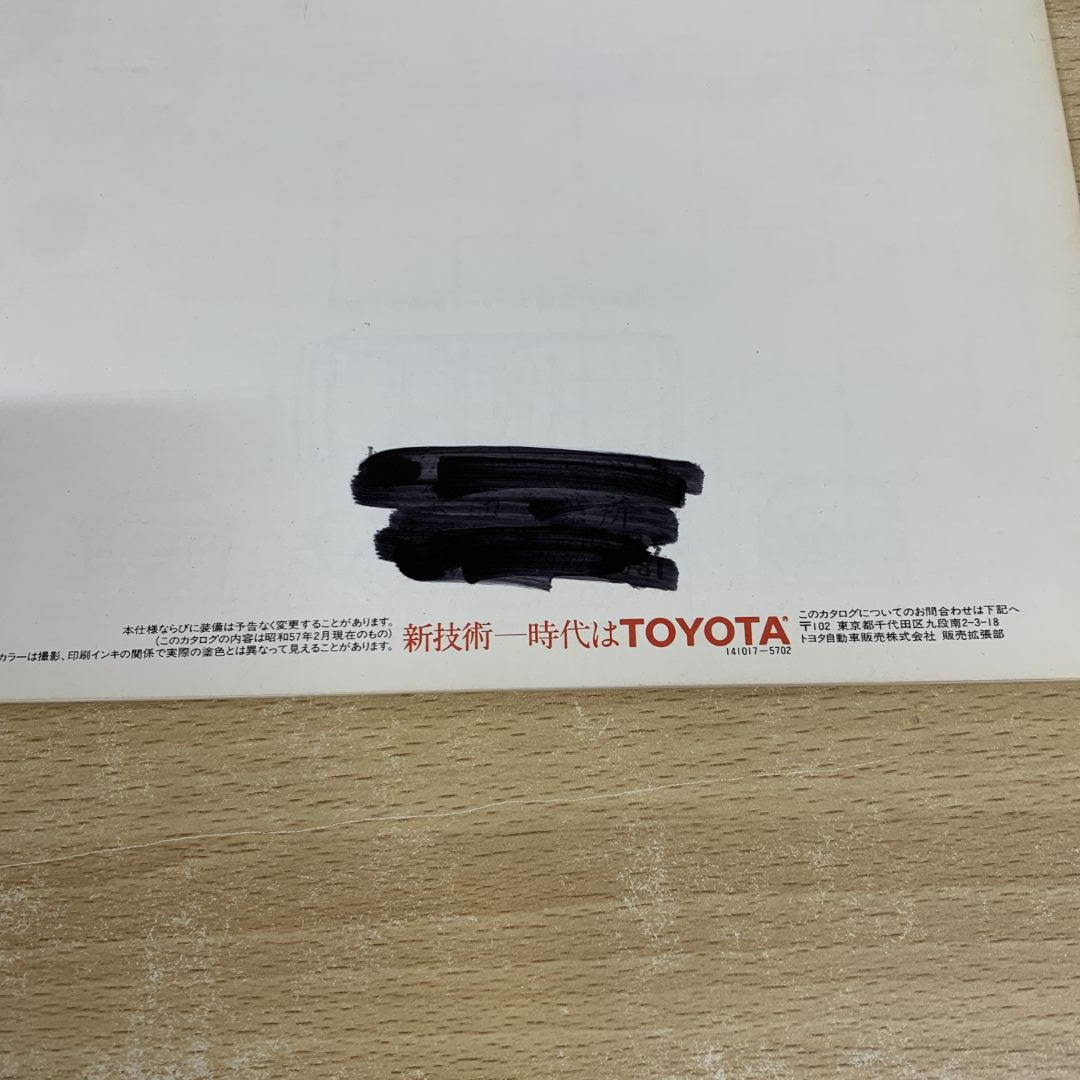 本仕様ならびに装備は予告なく変更することがあります。
(このカタログの内容は昭和57年2月現在のもの)
カラーは撮影、印刷インキの関係で実際の塗色とは異なって見えることがあります。
新技術—時代はTOYOTA®
141017-5702
このカタログについてのお問合わせは下記へ
〒102 東京都千代田区九段南2-3-18
トヨタ自動車販売株式会社 販売拡張部